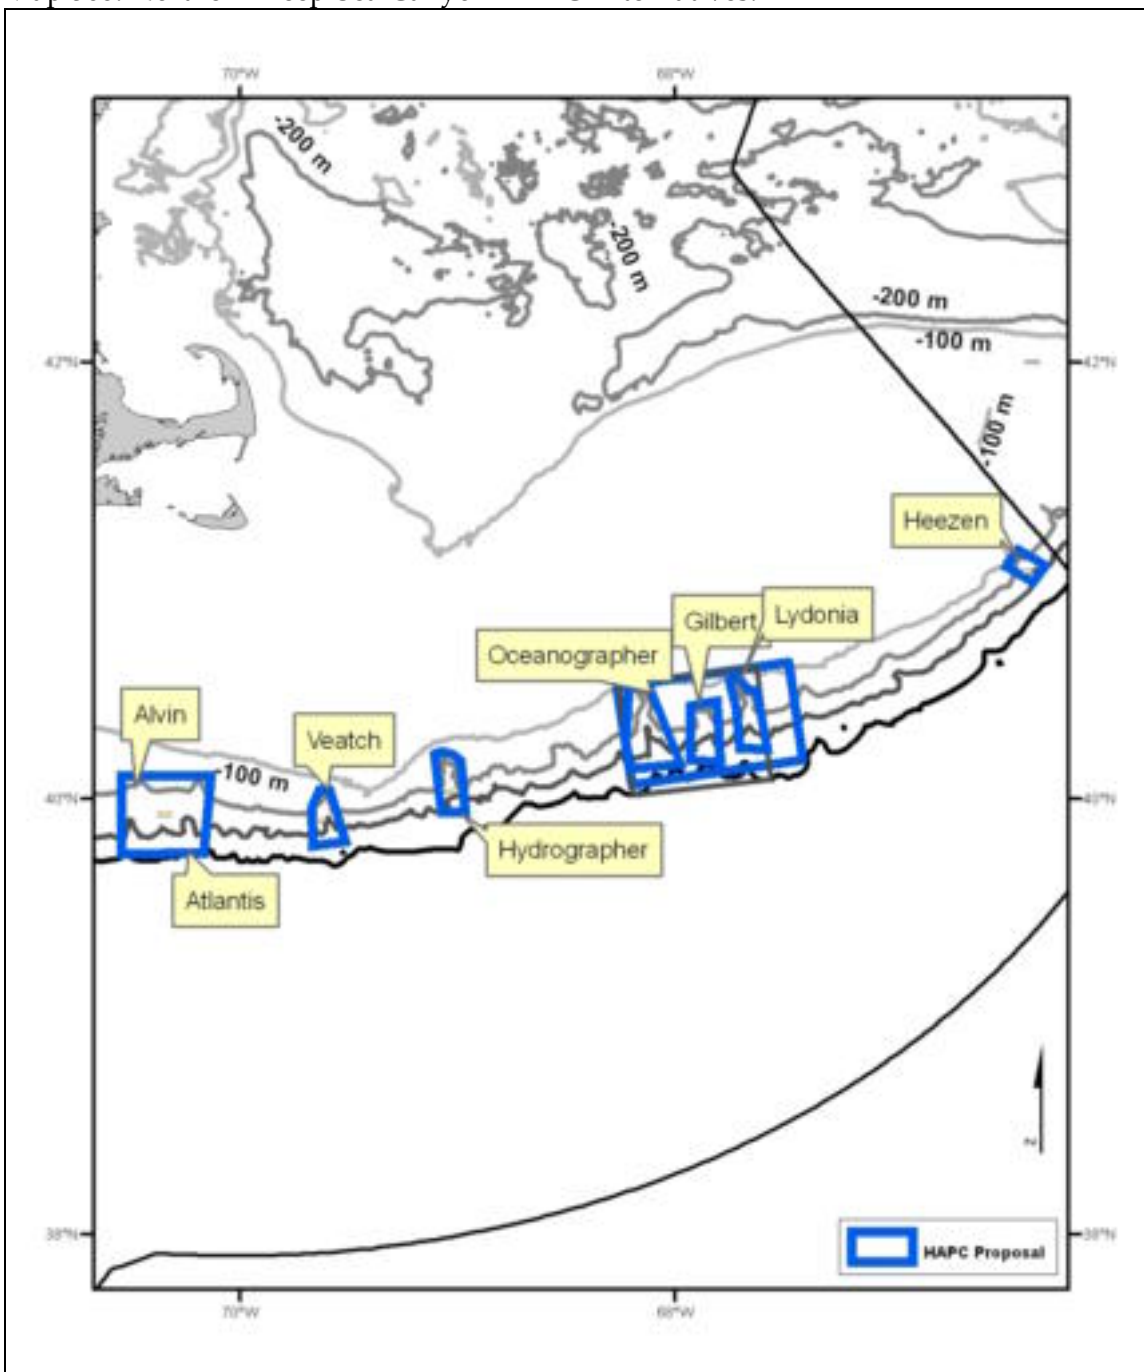 70°W
68°W
-200 m
-200 m
-200 m
-100 m
42°N
42°N
-100 m
Heezen
Lydonia
Gilbert
Oceanographer
Alvin
Veatch
-100 m
40°N
40°N
Hydrographer
Atlantis
z
38°N
38°N
HAPC Proposal
70°W
68°W